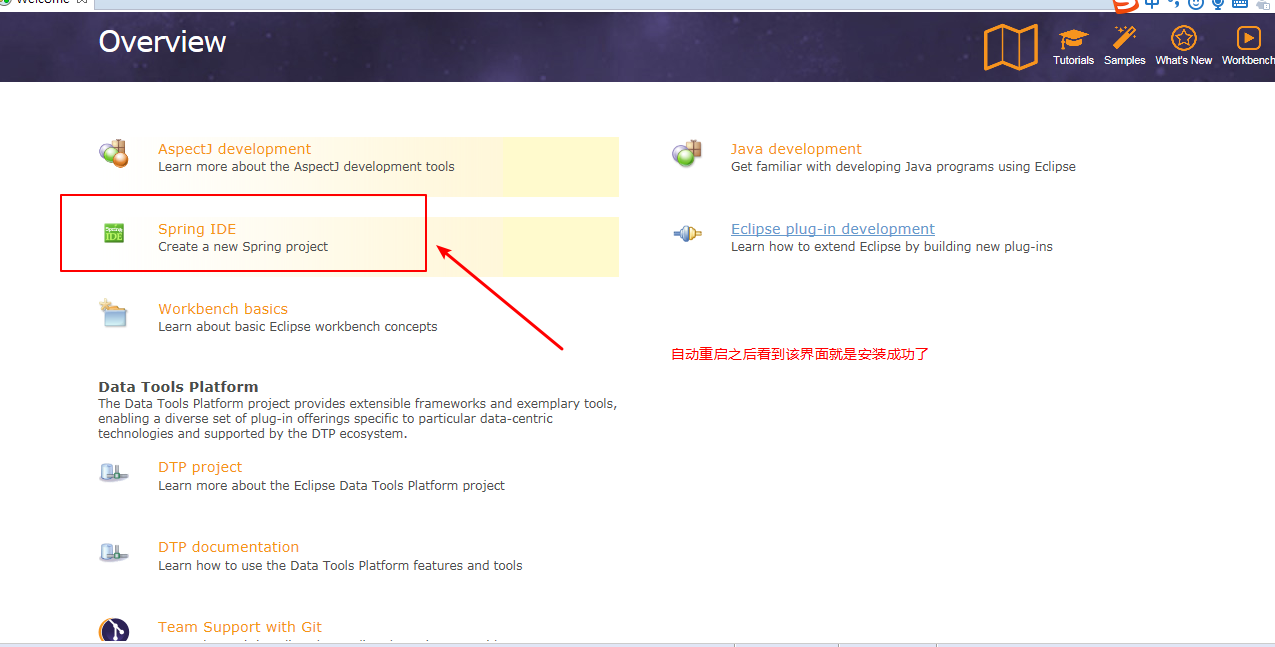 Welcome
Overview
Tutorials
Samples
What's New
Workbench
AspectJ development
Learn more about the AspectJ development tools
Java development
Get familiar with developing Java programs using Eclipse
Spring IDE
Create a new Spring project
Eclipse plug-in development
Learn how to extend Eclipse by building new plug-ins
Workbench basics
Learn about basic Eclipse workbench concepts
自动重启之后看到该界面就是安装成功了
Data Tools Platform
The Data Tools Platform project provides extensible frameworks and exemplary tools,
enabling a diverse set of plug-in offerings specific to particular data-centric
technologies and supported by the DTP ecosystem.
DTP project
Learn more about the Eclipse Data Tools Platform project
DTP documentation
Learn how to use the Data Tools Platform features and tools
Team Support with Git